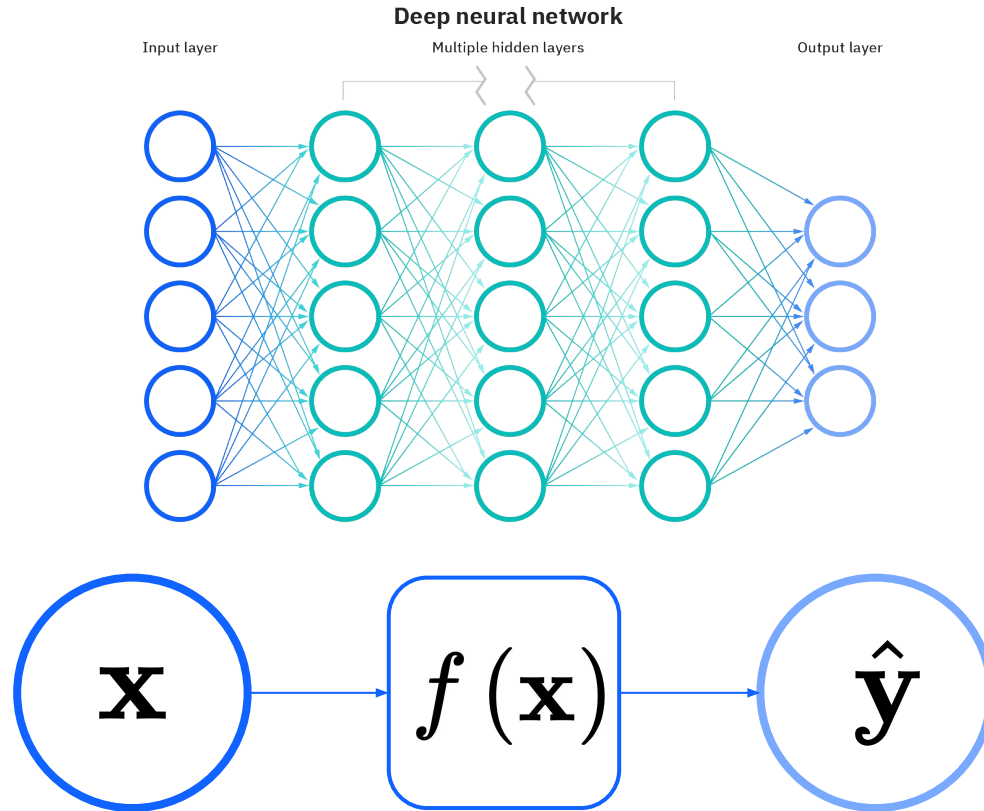 Deep neural network
Input layer
Multiple hidden layers
Output layer
x
f (x)
ŷ